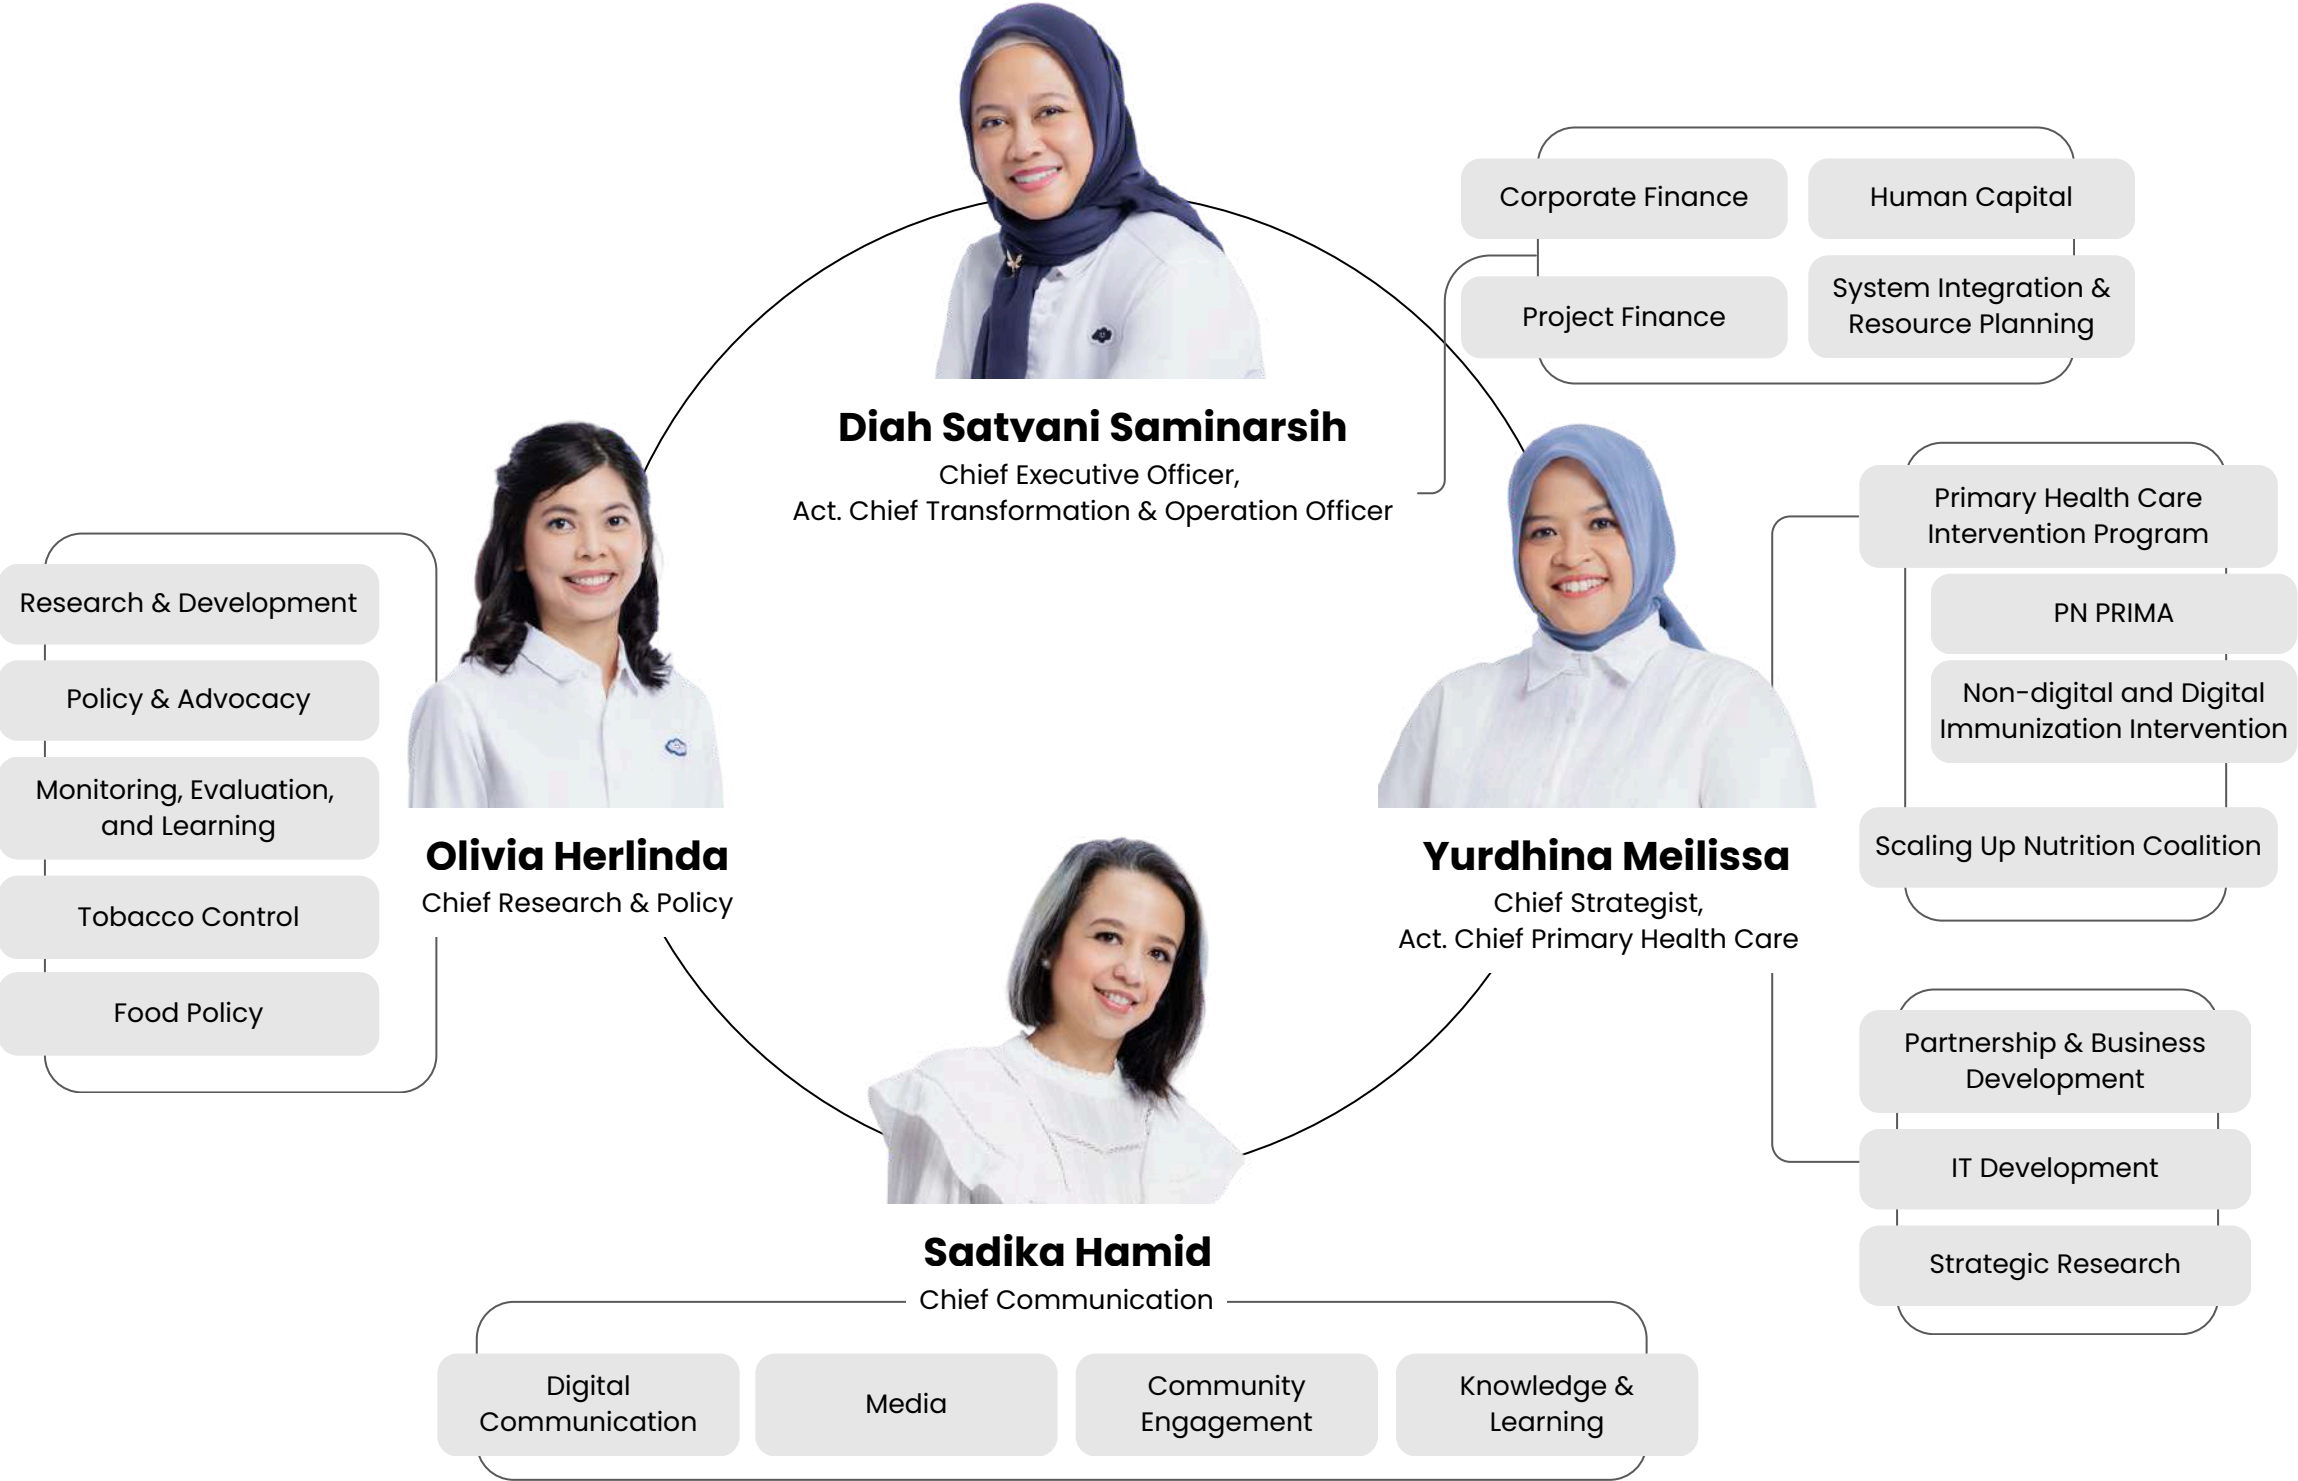 Diah Satyani Saminarsih
Chief Executive Officer,
Act. Chief Transformation & Operation Officer
Corporate Finance
Human Capital
Project Finance
System Integration &
Resource Planning
Olivia Herlinda
Chief Research & Policy
Research & Development
Policy & Advocacy
Monitoring, Evaluation,
and Learning
Tobacco Control
Food Policy
Yurdhina Meilissa
Chief Strategist,
Act. Chief Primary Health Care
Primary Health Care
Intervention Program
PN PRIMA
Non-digital and Digital
Immunization Intervention
Scaling Up Nutrition Coalition
Partnership & Business
Development
IT Development
Strategic Research
Sadika Hamid
Chief Communication
Digital
Communication
Media
Community
Engagement
Knowledge &
Learning